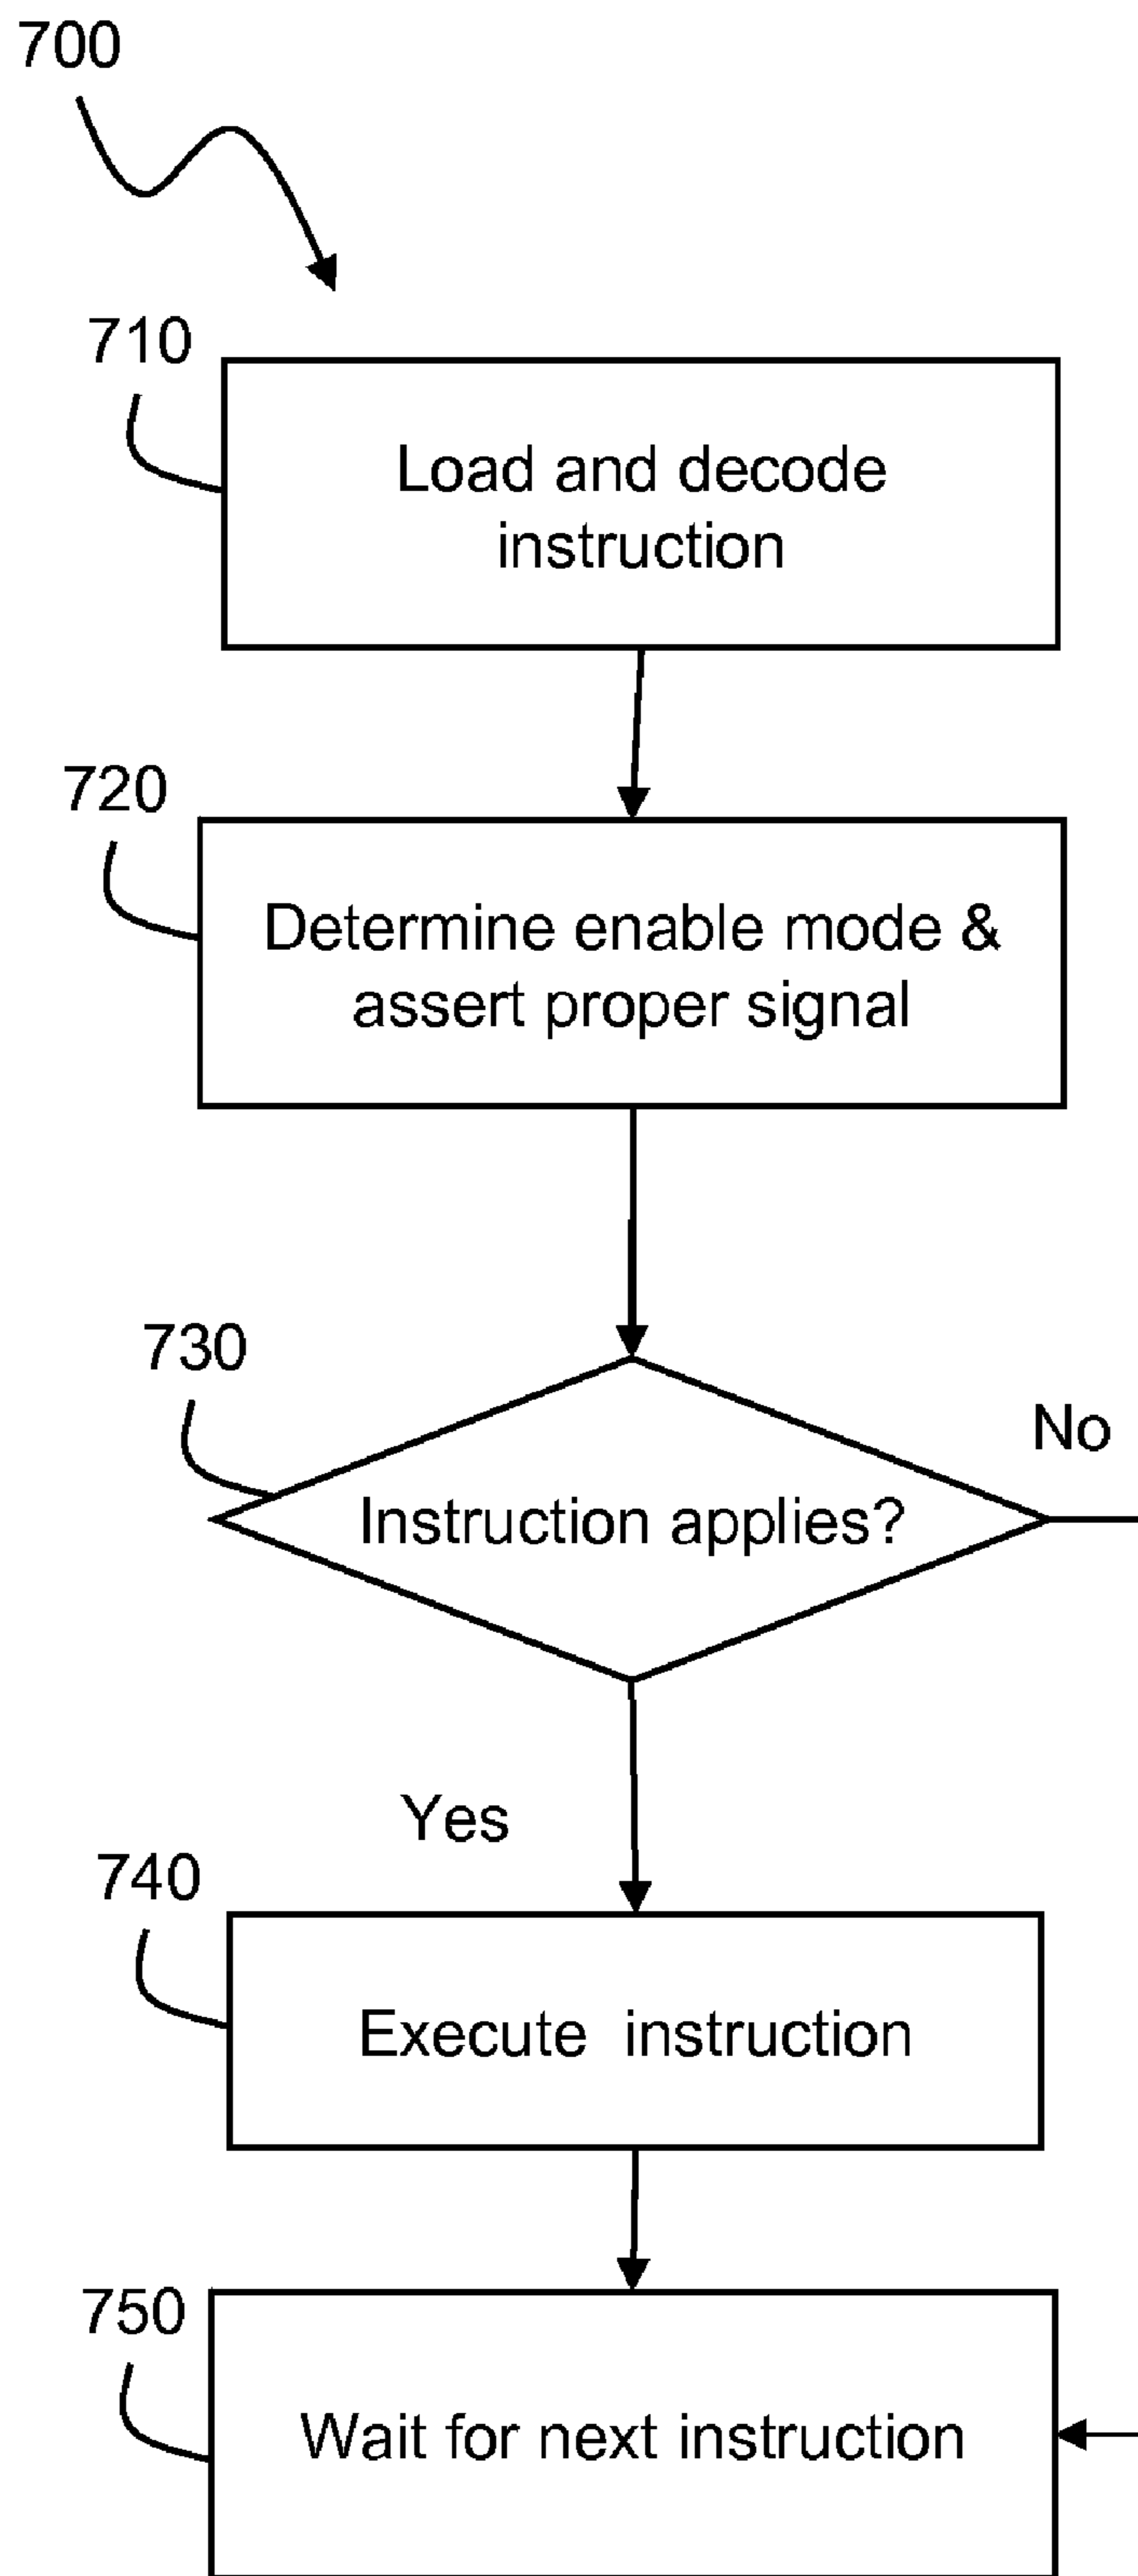 700
710
Load and decode
instruction
720
Determine enable mode &
assert proper signal
730
No
Instruction applies?
Yes
740
Execute instruction
750
Wait for next instruction